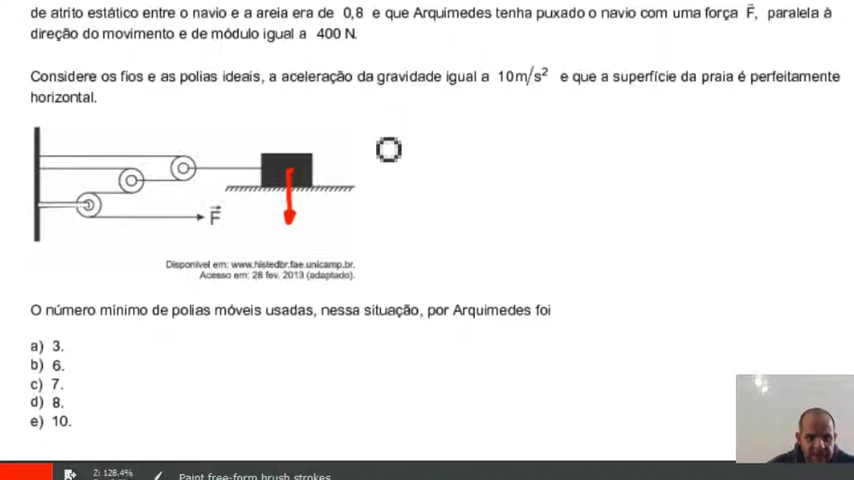 de atrito estático entre o navio e a areia era de 0,8 e que Arquimedes tenha puxado o navio com uma força F⃗, paralela à
direção do movimento e de módulo igual a 400 N.
Considere os fios e as polias ideais, a aceleração da gravidade igual a 10 m/s² e que a superfície da praia é perfeitamente
horizontal.
F⃗
Disponível em: www.histedbr.fae.unicamp.br.
Acesso em: 28 fev. 2013 (adaptado).
O número mínimo de polias móveis usadas, nessa situação, por Arquimedes foi
a) 3.
b) 6.
c) 7.
d) 8.
e) 10.
Z: 128.4%
Paint free-form brush strokes